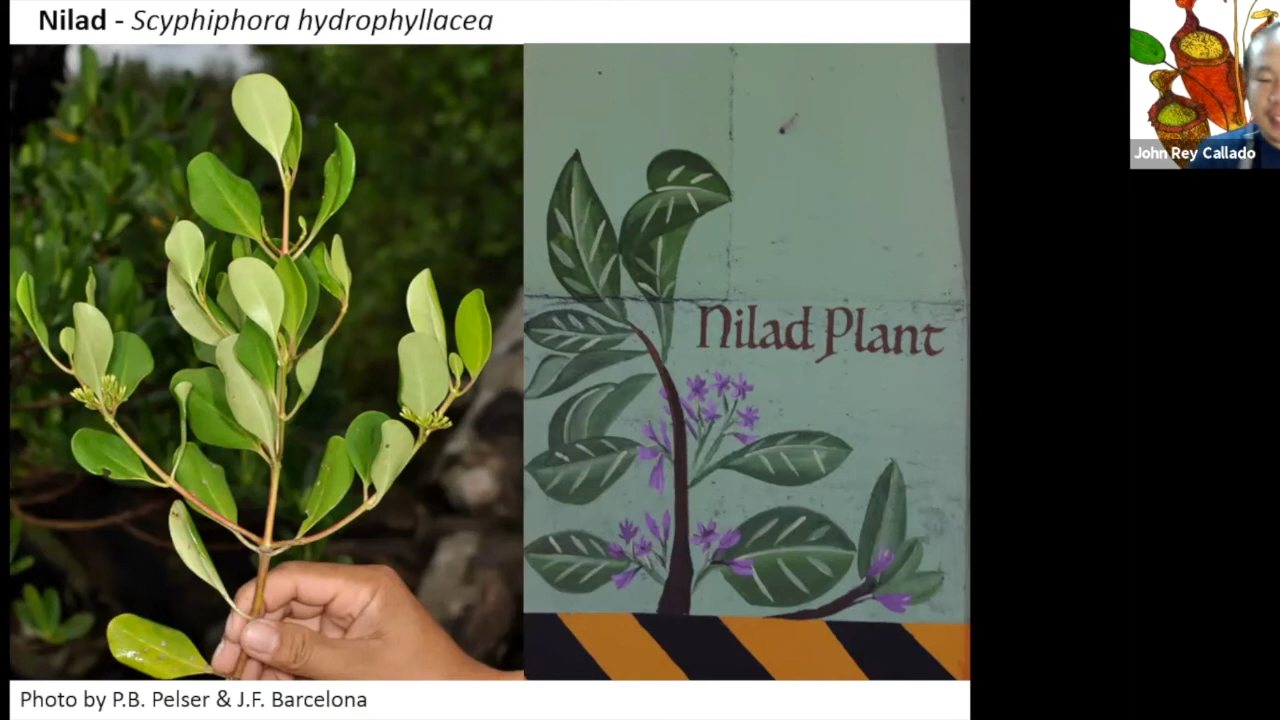 Nilad - Scyphiphora hydrophyllacea
Nilad Plant
Photo by P.B. Pelser & J.F. Barcelona
John Rey Callado